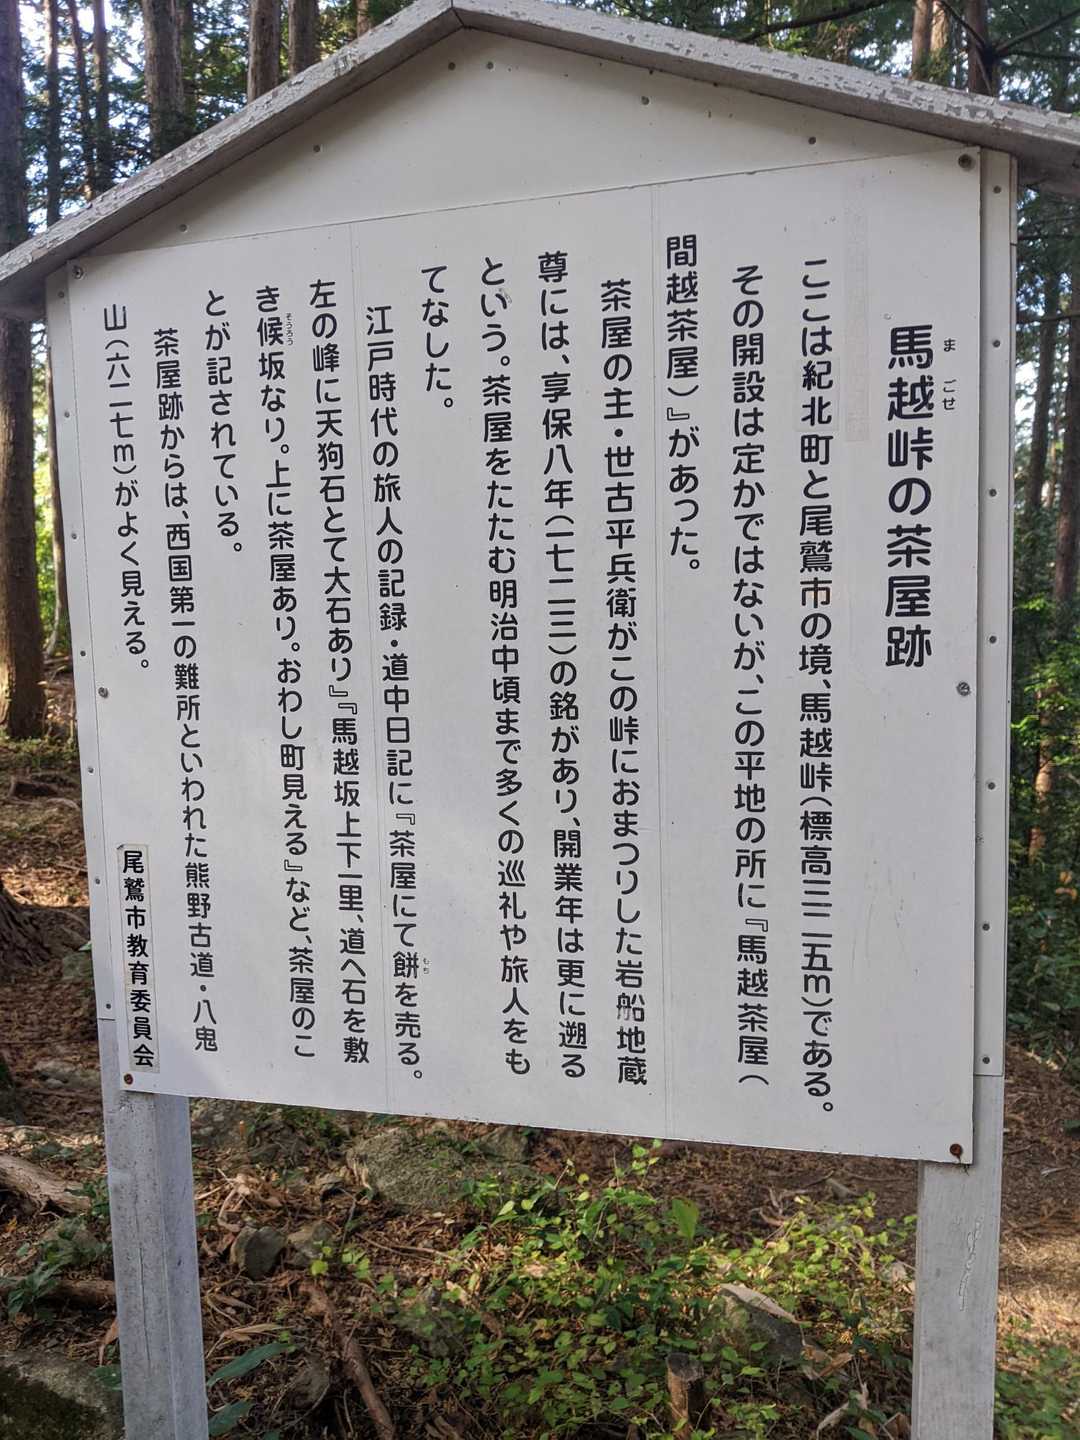 馬越峠の茶屋跡
まごせ
ここは紀北町と尾鷲市の境、馬越峠(標高三二五m)である。
その開設は定かではないが、この平地の所に『馬越茶屋(
間越茶屋)』があった。
茶屋の主・世古平兵衛がこの峠におまつりした岩船地蔵
尊には、享保八年(一七二三)の銘があり、開業年は更に遡る
という。茶屋をたたむ明治中頃まで多くの巡礼や旅人をも
てなした。
江戸時代の旅人の記録・道中日記に『茶屋にて餅を売る。
もち
左の峰に天狗石とて大石あり』『馬越坂上下一里、道へ石を敷
き候坂なり。上に茶屋あり。おわし町見える』など、茶屋のこ
そうろう
とが記されている。
茶屋跡からは、西国第一の難所といわれた熊野古道・八鬼
山(六二七m)がよく見える。
尾鷲市教育委員会